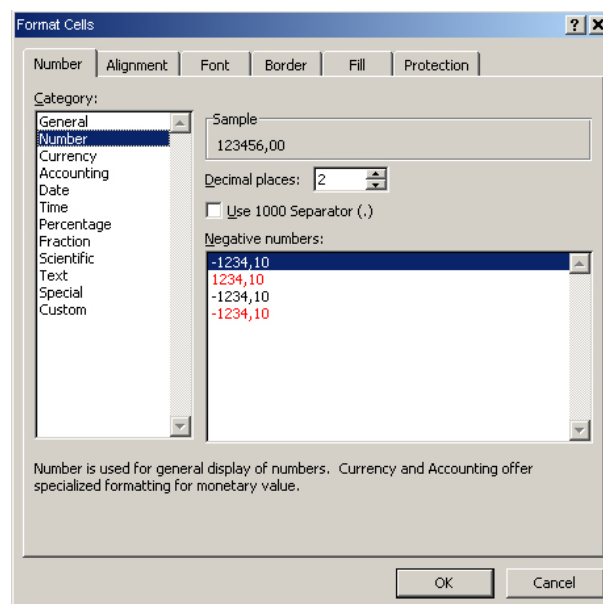 Format Cells
Number Alignment Font Border Fill Protection
Category:
General
Number
Currency
Accounting
Date
Time
Percentage
Fraction
Scientific
Text
Special
Custom
Sample
123456,00
Decimal places: 2
Use 1000 Separator (.)
Negative numbers:
-1234,10
1234,10
-1234,10
-1234,10
Number is used for general display of numbers. Currency and Accounting offer
specialized formatting for monetary value.
OK Cancel